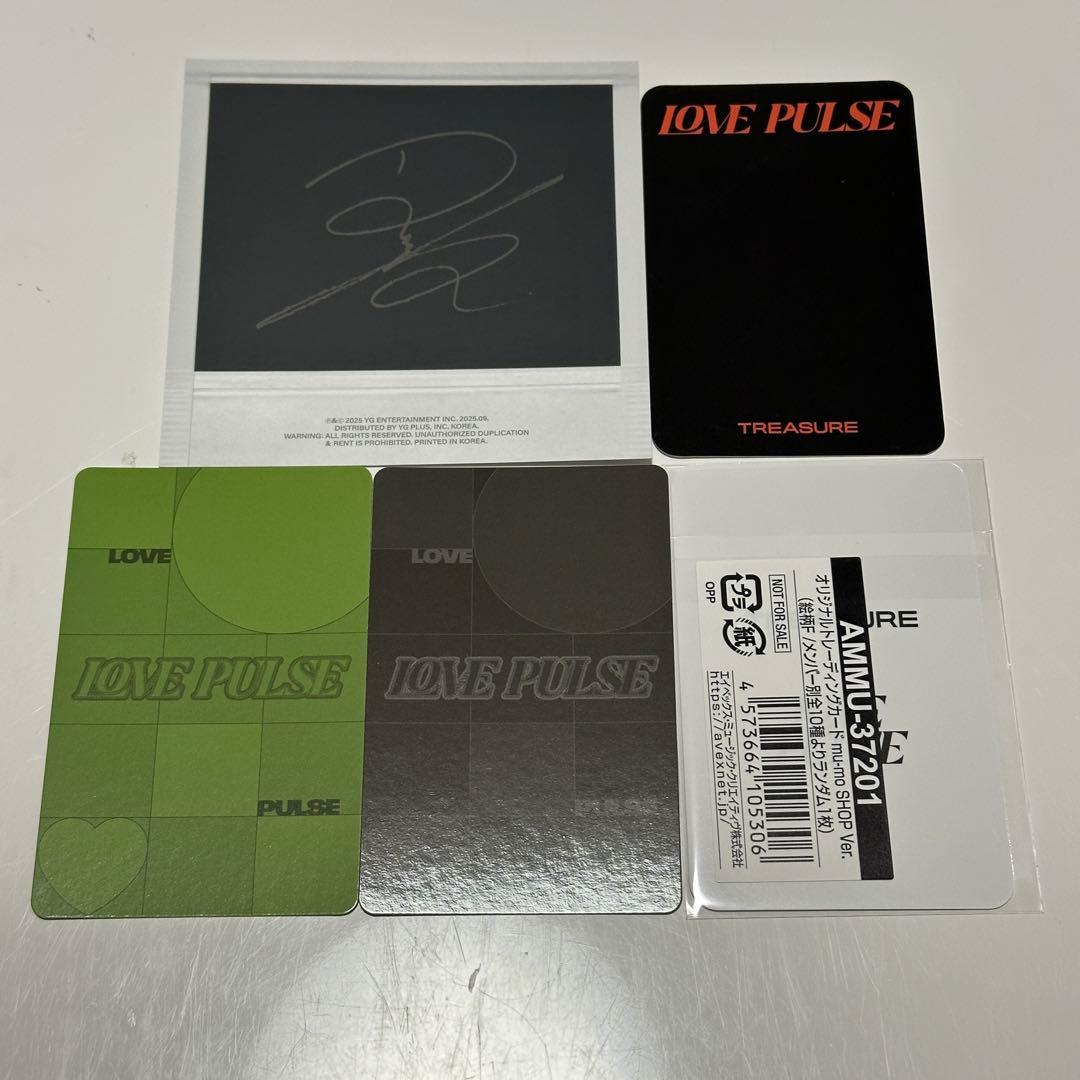 ℗&© 2025 YG ENTERTAINMENT INC. 2025.09.
DISTRIBUTED BY YG PLUS, INC. KOREA.
WARNING: ALL RIGHTS RESERVED. UNAUTHORIZED DUPLICATION
& RENT IS PROHIBITED. PRINTED IN KOREA.
LOVE PULSE
TREASURE
LOVE
LOVE PULSE
PULSE
LOVE
LOVE PULSE
PULSE
AMMU-37201
オリジナルトレーディングカード mu-mo SHOP Ver.
(絵柄F /メンバー別全10種よりランダム1枚)
NOT FOR SALE
プラ
OPP
紙
4 573664 105306
エイベックス・ミュージック・クリエイティヴ株式会社
https://avexnet.jp/
URE
E